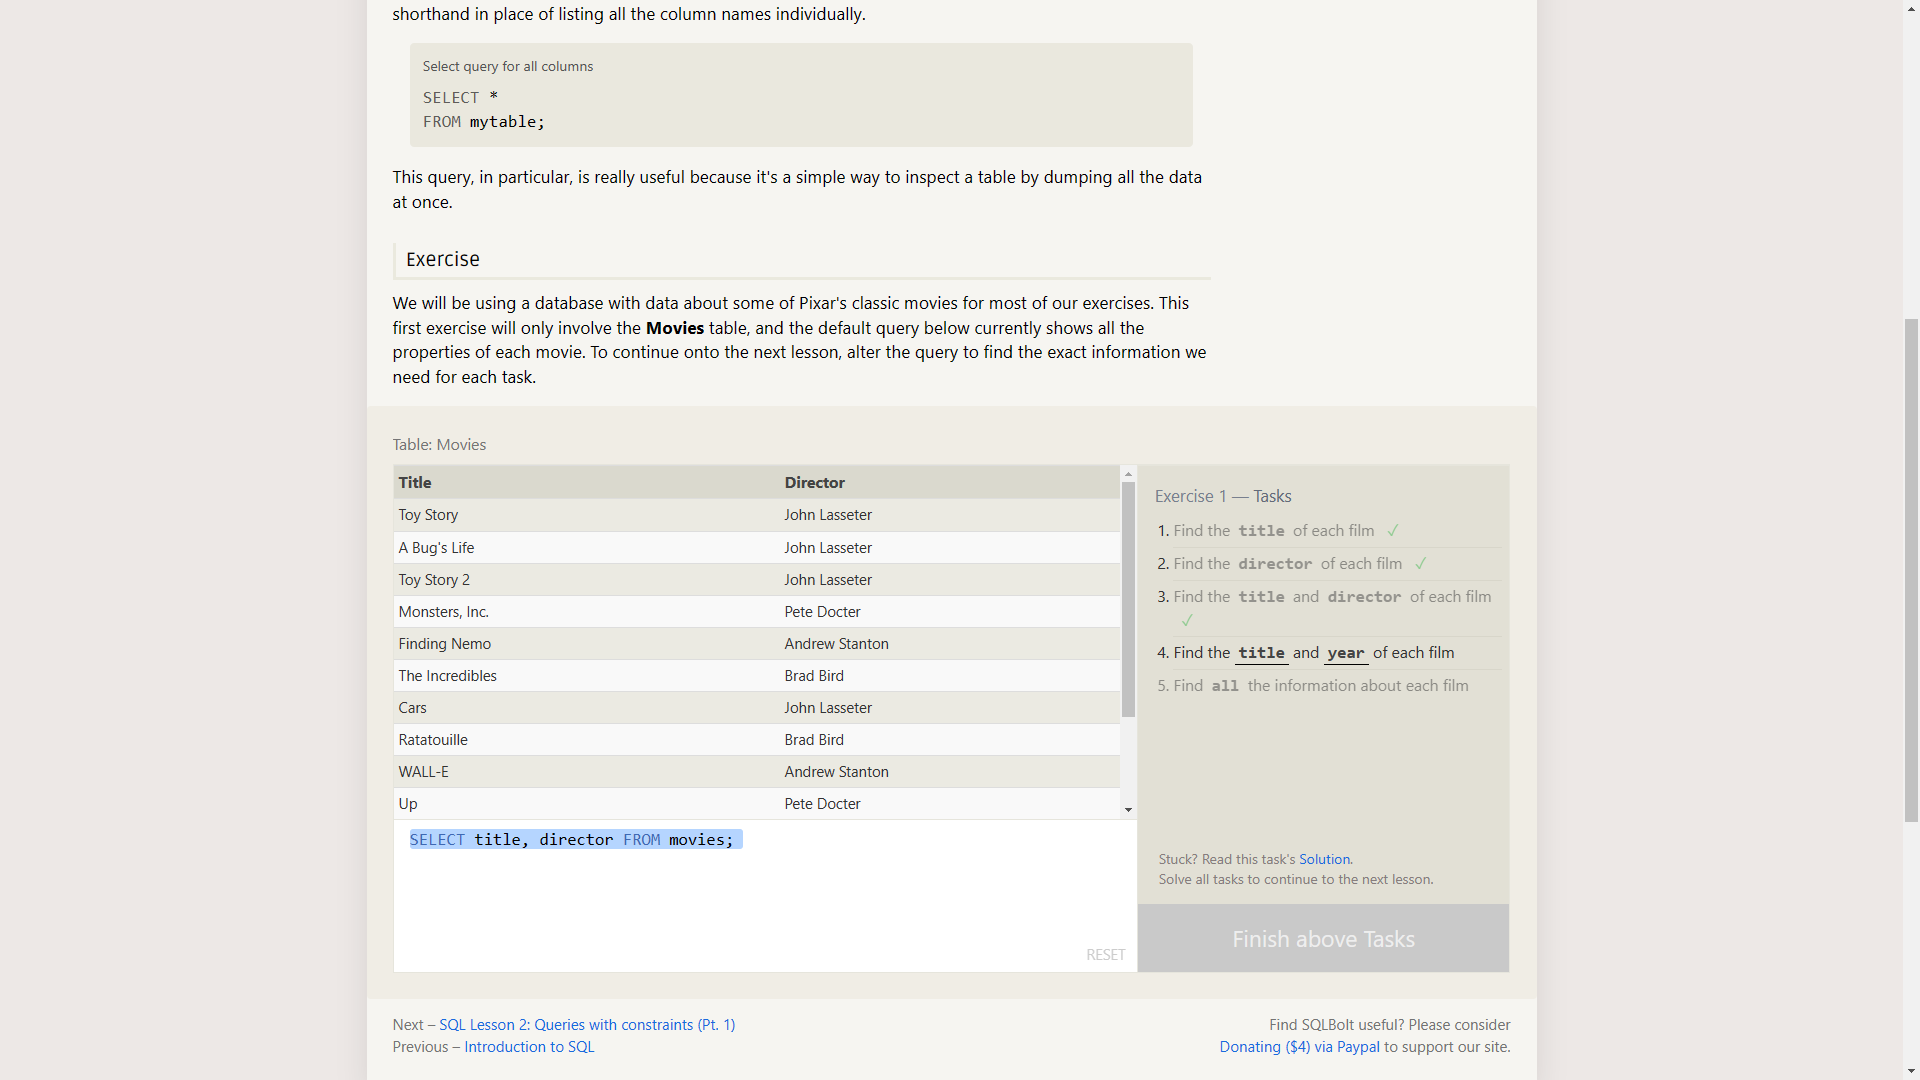 shorthand in place of listing all the column names individually.
Select query for all columns
SELECT *
FROM mytable;
This query, in particular, is really useful because it's a simple way to inspect a table by dumping all the data
at once.
Exercise
We will be using a database with data about some of Pixar's classic movies for most of our exercises. This
first exercise will only involve the Movies table, and the default query below currently shows all the
properties of each movie. To continue onto the next lesson, alter the query to find the exact information we
need for each task.
Table: Movies
Title Director
Toy Story John Lasseter
A Bug's Life John Lasseter
Toy Story 2 John Lasseter
Monsters, Inc. Pete Docter
Finding Nemo Andrew Stanton
The Incredibles Brad Bird
Cars John Lasseter
Ratatouille Brad Bird
WALL-E Andrew Stanton
Up Pete Docter
SELECT title, director FROM movies;
RESET
Exercise 1 — Tasks
1. Find the title of each film ✓
2. Find the director of each film ✓
3. Find the title and director of each film
✓
4. Find the title and year of each film
5. Find all the information about each film
Stuck? Read this task's Solution.
Solve all tasks to continue to the next lesson.
Finish above Tasks
Next – SQL Lesson 2: Queries with constraints (Pt. 1)
Previous – Introduction to SQL
Find SQLBolt useful? Please consider
Donating ($4) via Paypal to support our site.